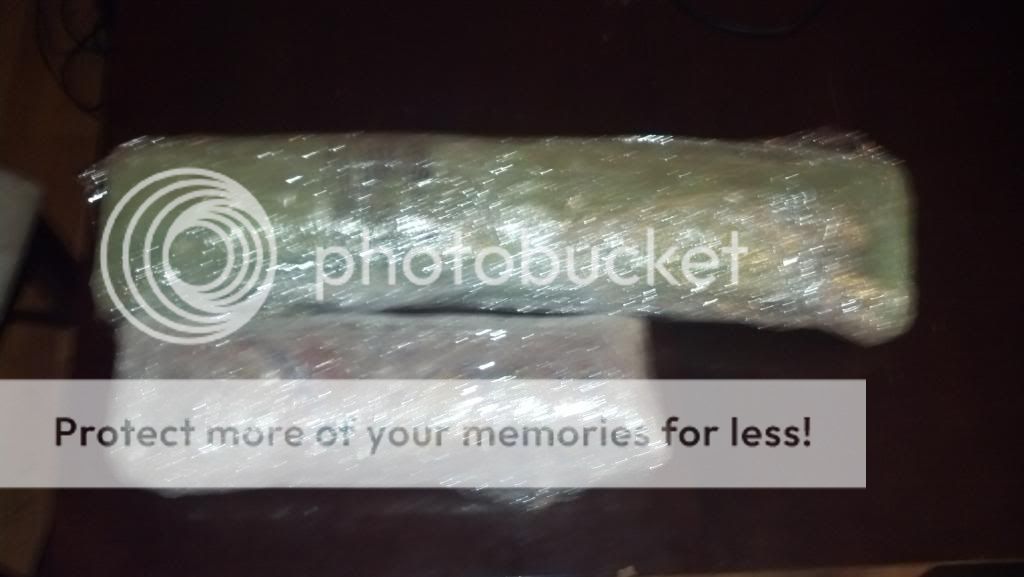 photobucket
Protect more of your memories for less!